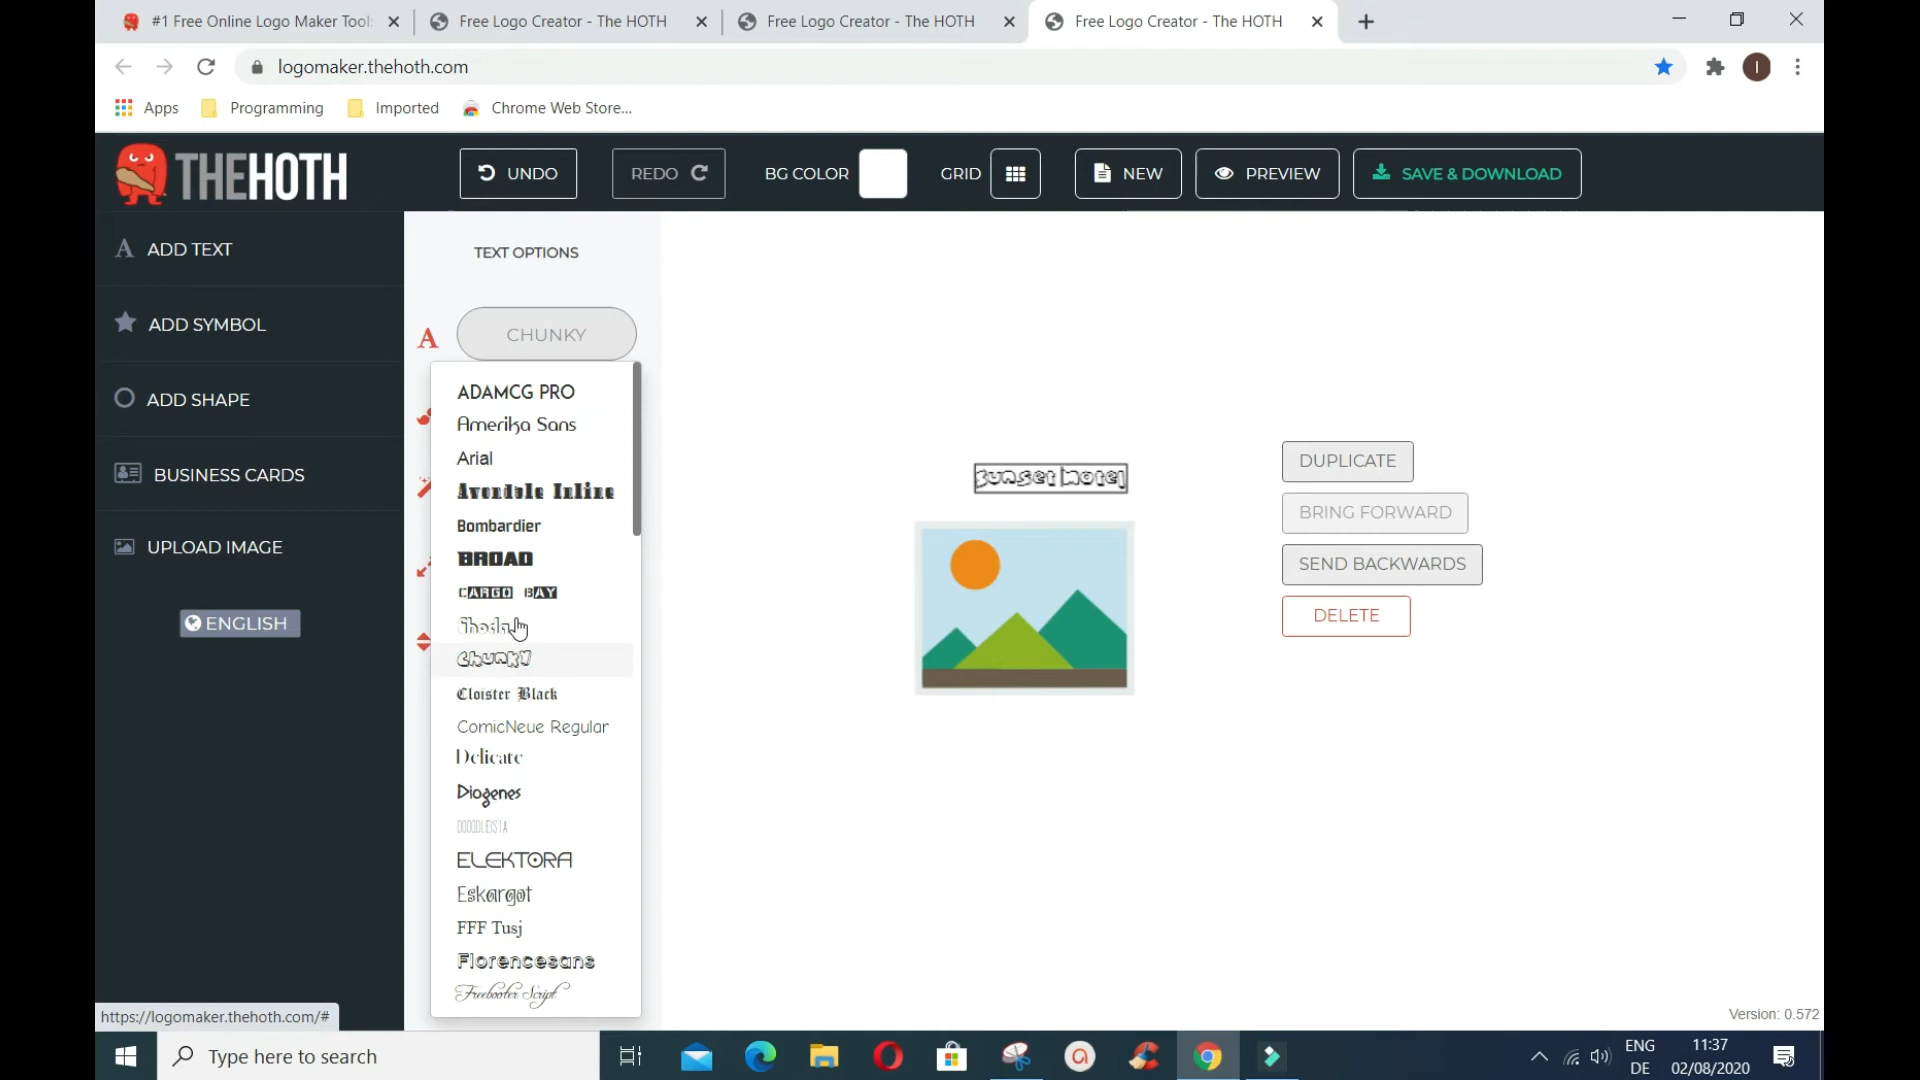 #1 Free Online Logo Maker Tool:
Free Logo Creator - The HOTH
Free Logo Creator - The HOTH
Free Logo Creator - The HOTH
logomaker.thehoth.com
I
Apps
Programming
Imported
Chrome Web Store...
THEHOTH
UNDO
REDO
BG COLOR
GRID
NEW
PREVIEW
SAVE & DOWNLOAD
A ADD TEXT
ADD SYMBOL
ADD SHAPE
BUSINESS CARDS
UPLOAD IMAGE
ENGLISH
TEXT OPTIONS
A
CHUNKY
ADAMCG PRO
Amerika Sans
Arial
Avondale Inline
Bombardier
BROAD
CARGO BAY
Chunky
Cloister Black
ComicNeue Regular
Delicate
Diogenes
ELEKTORA
Eskargot
FFF Tusj
Florencesans
Freebooter Script
Sunset Hotel
DUPLICATE
BRING FORWARD
SEND BACKWARDS
DELETE
Version: 0.572
https://logomaker.thehoth.com/#
Type here to search
ENG
DE
11:37
02/08/2020